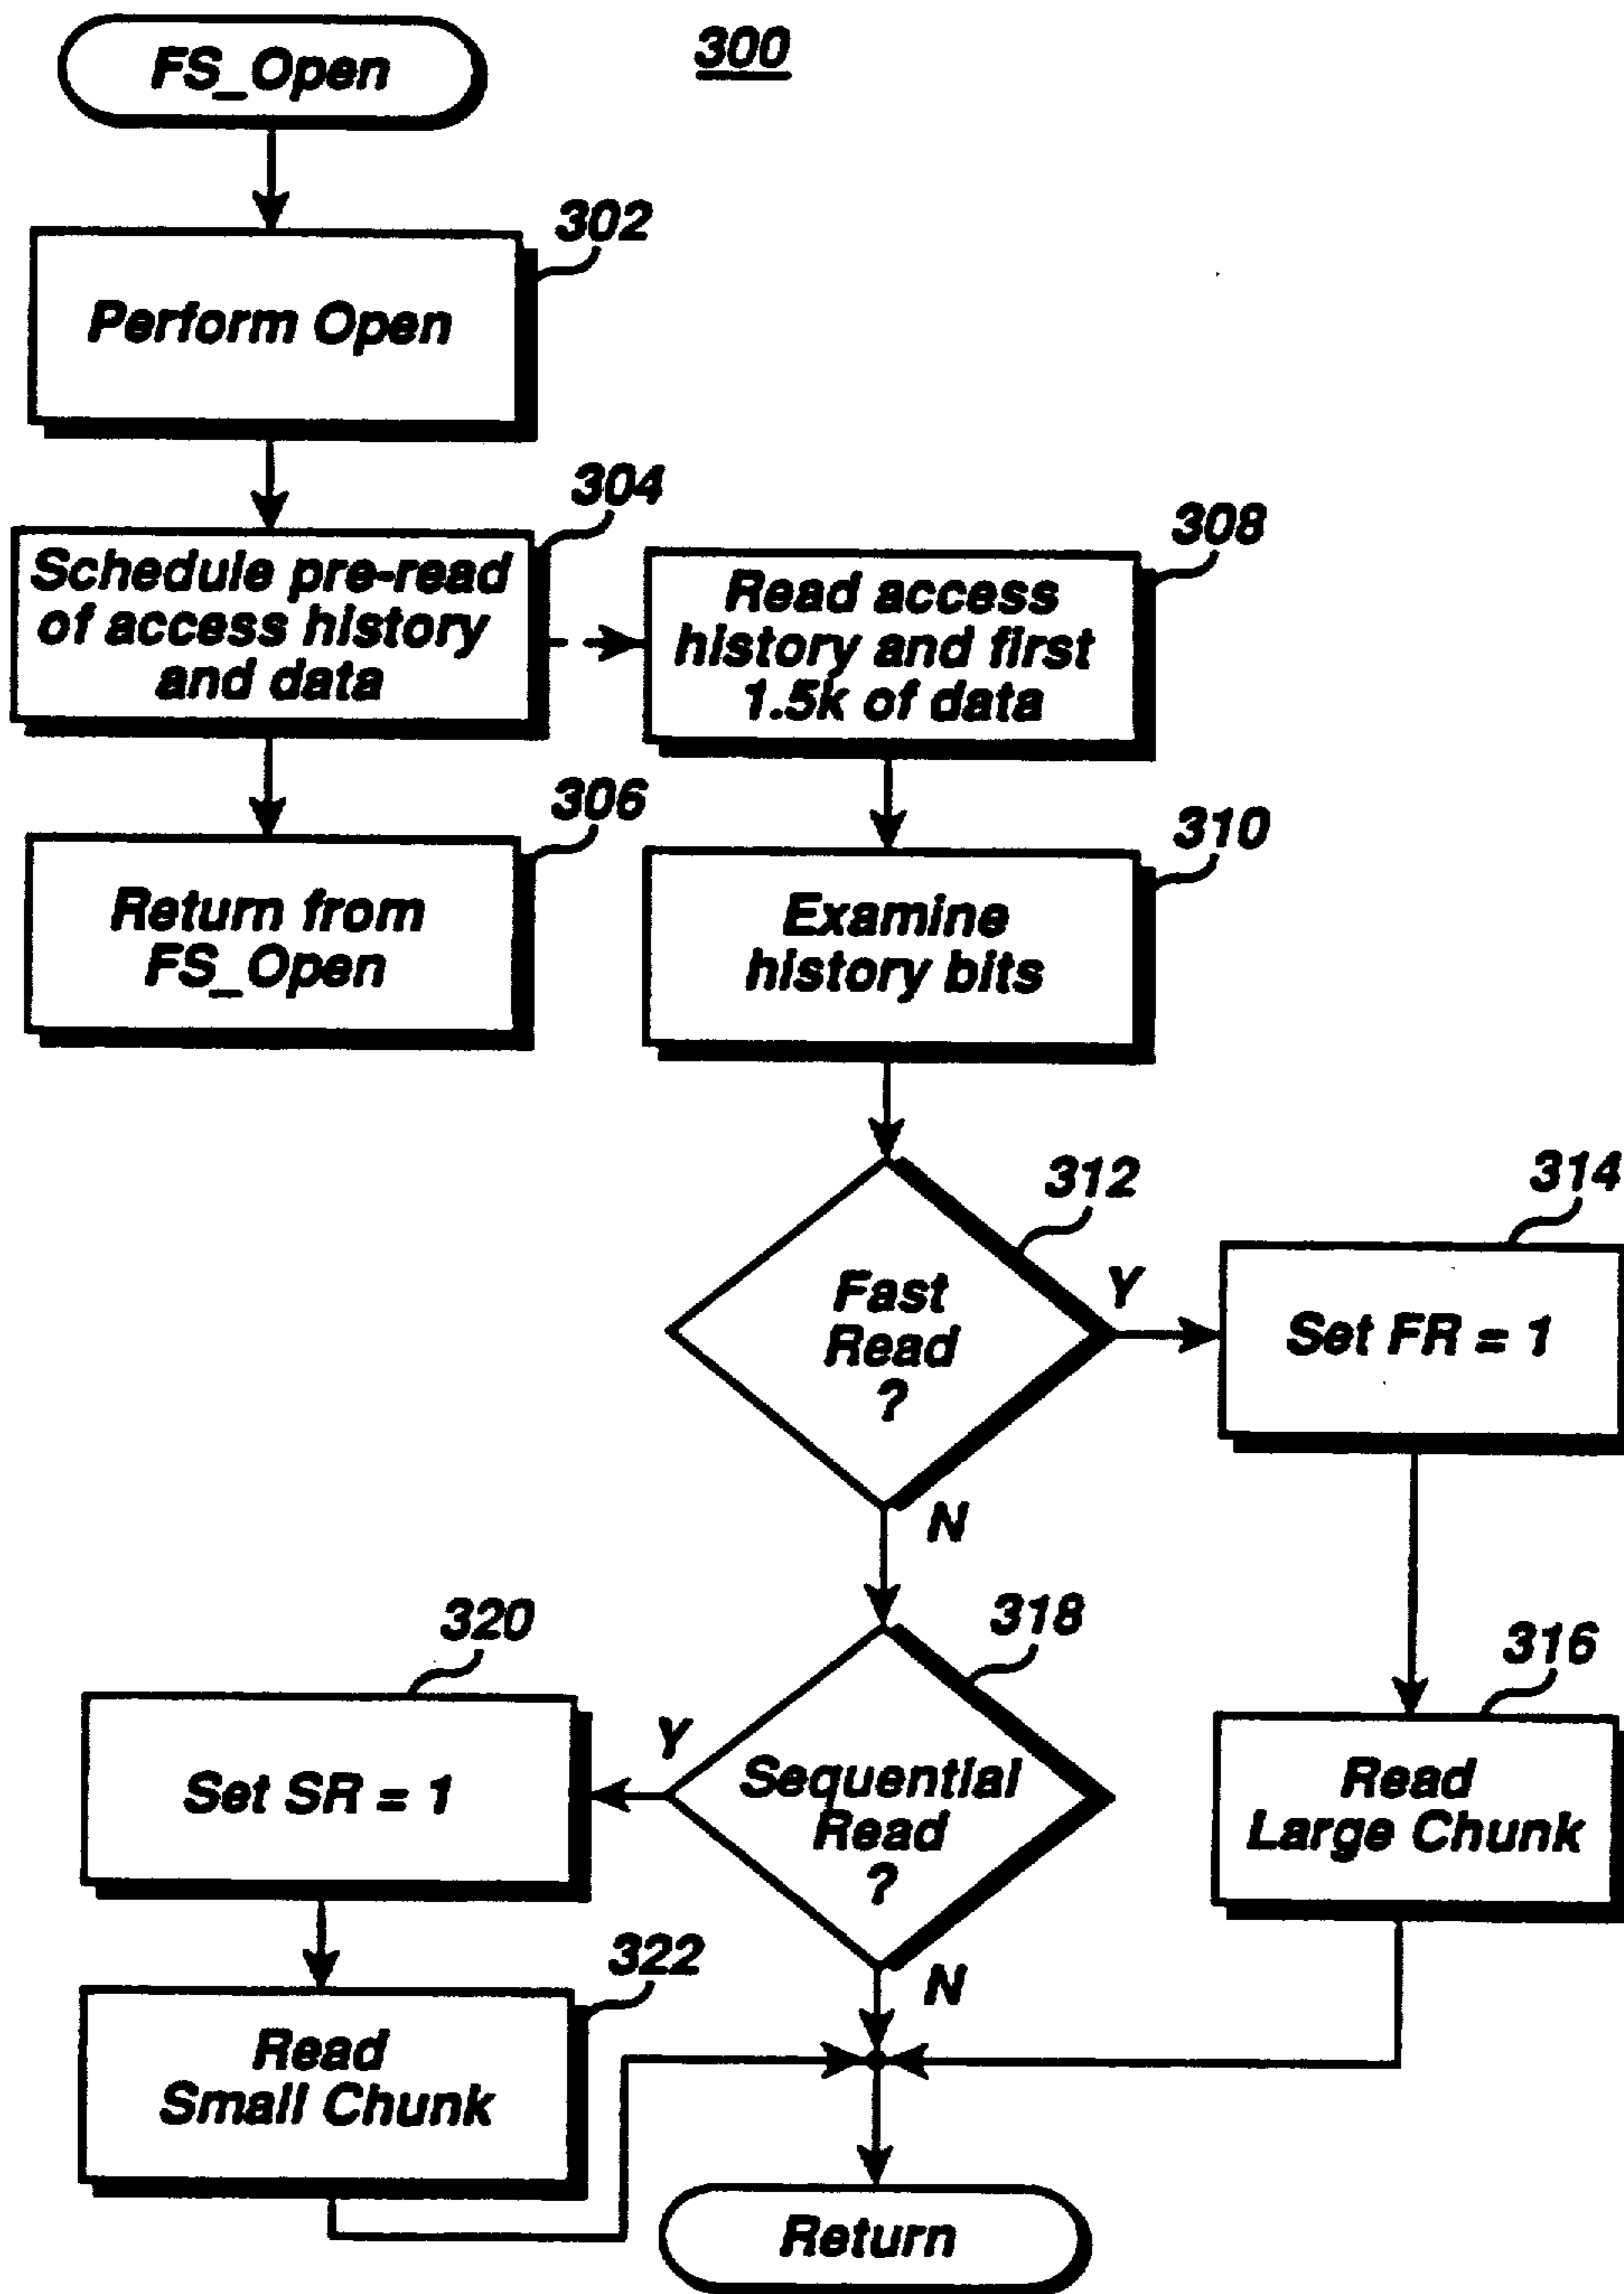 FS_Open
300
302
Perform Open
304
Schedule pre-read
of access history
and data
308
Read access
history and first
1.5k of data
306
Return from
FS_Open
310
Examine
history bits
312
Fast
Read
?
Y
N
314
Set FR = 1
318
Sequential
Read
?
Y
N
320
Set SR = 1
316
Read
Large Chunk
322
Read
Small Chunk
Return